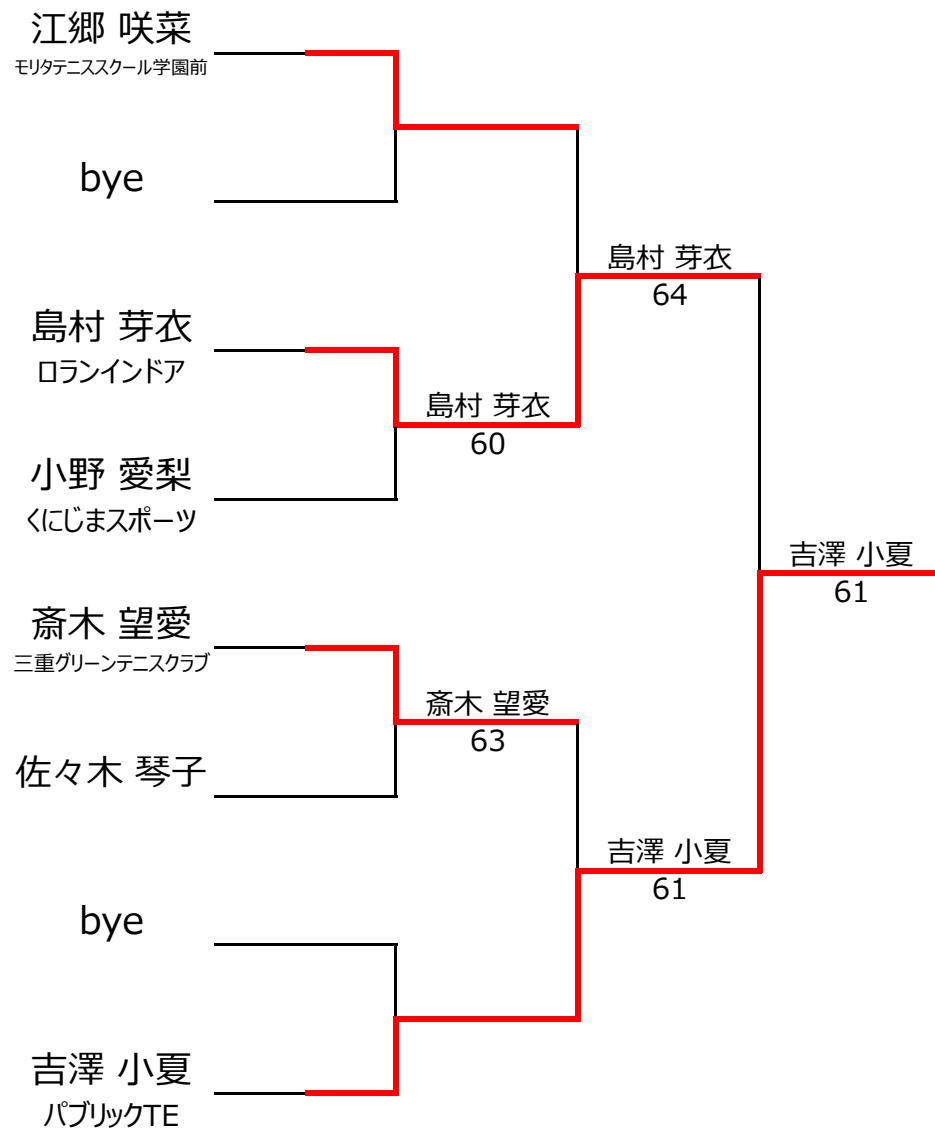 江郷 咲菜
モリタテニススクール学園前
bye
島村 芽衣
64
島村 芽衣
ロランインドア
島村 芽衣
60
小野 愛梨
くにじまスポーツ
吉澤 小夏
61
斎木 望愛
三重グリーンテニスクラブ
斎木 望愛
63
佐々木 琴子
吉澤 小夏
61
bye
吉澤 小夏
パブリックTE